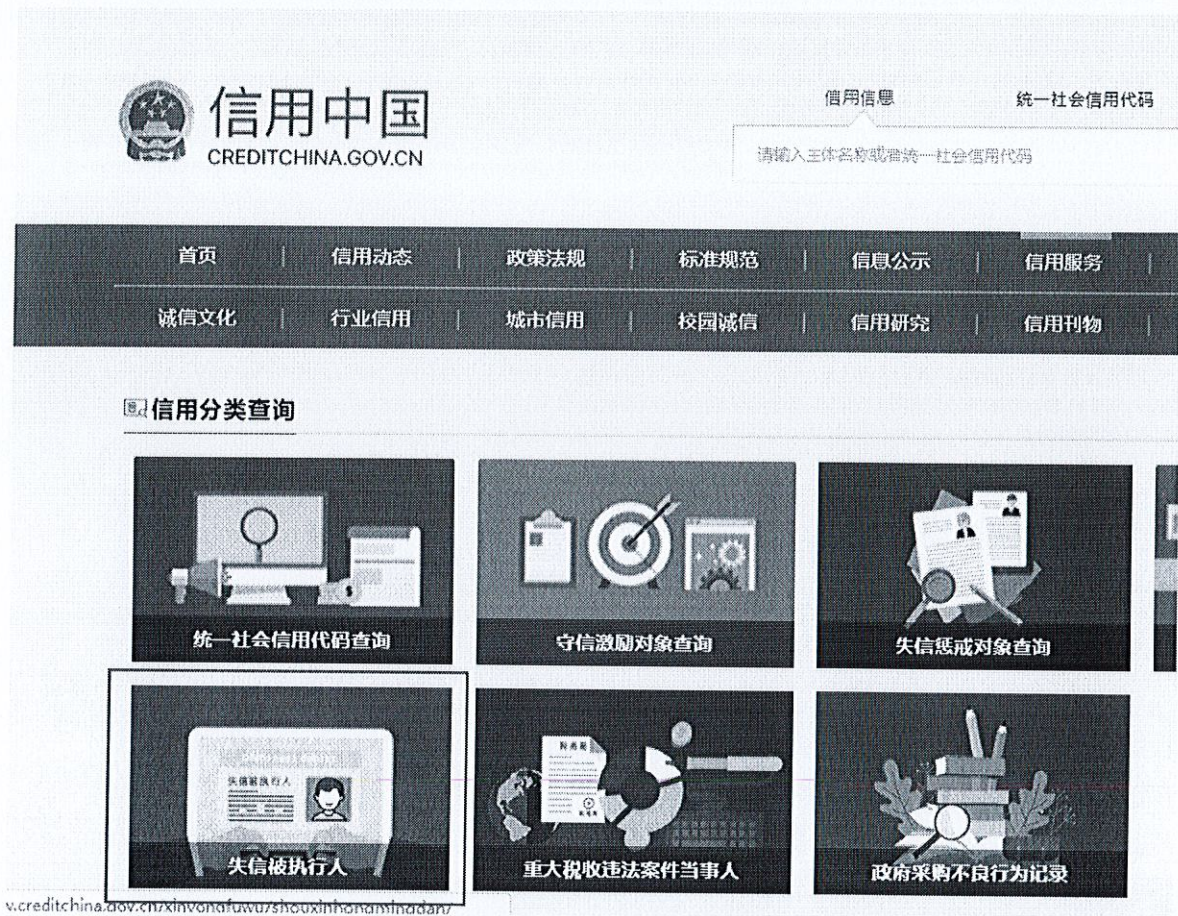 信用中国
CREDITCHINA.GOV.CN
信用信息 统一社会信用代码
请输入主体名称或者统一社会信用代码
首页 信用动态 政策法规 标准规范 信息公示 信用服务
诚信文化 行业信用 城市信用 校园诚信 信用研究 信用刊物
信用分类查询
统一社会信用代码查询 守信激励对象查询 失信惩戒对象查询
失信被执行人
失信被执行人 重大税收违法案件当事人 政府采购不良行为记录
v.creditchina.gov.cn/xinyongfuwu/shouxinhongmingdan/